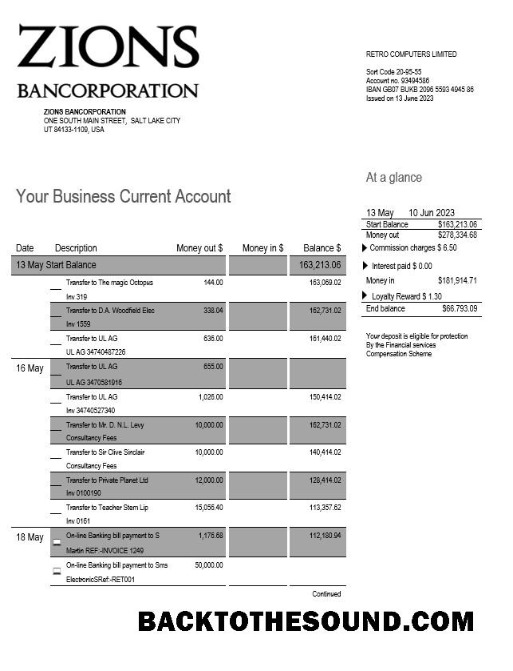 ZIONS
BANCORPORATION
ZIONS BANCORPORATION
ONE SOUTH MAIN STREET, SALT LAKE CITY
UT 84133-1109, USA
RETRO COMPUTERS LIMITED
Sort Code 20-95-55
Account no. 93494586
IBAN GB07 BUKB 2096 5593 4945 86
Issued on 13 June 2023
Your Business Current Account
At a glance
13 May 10 Jun 2023
Start Balance $163,213.06
Money out $278,334.68
Commission charges $ 6.50
Interest paid $ 0.00
Money in $181,914.71
Loyalty Reward $ 1.30
End balance $66.793.09
Your deposit is eligible for protection
By the Financial services
Compensation Scheme
Date Description Money out $ Money in $ Balance $
13 May Start Balance 163,213.06
Transfer to The magic Octopus 144.00 163,069.02
Inv 319
Transfer to D.A. Woodfield Elec 338.04 162,731.02
Inv 1559
Transfer to UL AG 636.00 161,440.02
UL AG 34740487226
16 May Transfer to UL AG 655.00
UL AG 3470581916
Transfer to UL AG 1,026.00 150,414.02
Inv 34740527340
Transfer to Mr. D. N.L. Levy 10,000.00 162,731.02
Consultancy Fees
Transfer to Sir Clive Sinclair 10,000.00 140,414.02
Consultancy Fees
Transfer to Private Planet Ltd 12,000.00 128,414.02
Inv 0100190
Transfer to Teacher Stem Lip 15,056.40 113,357.62
Inv 0161
18 May On-line Banking bill payment to S 1,176.68 112,180.94
Martin REF:-INVOICE 1249
On-line Banking bill payment to Sms 50,000.00
ElectronicSRef:-RET001
Continued
BACKTOTHESOUND.COM